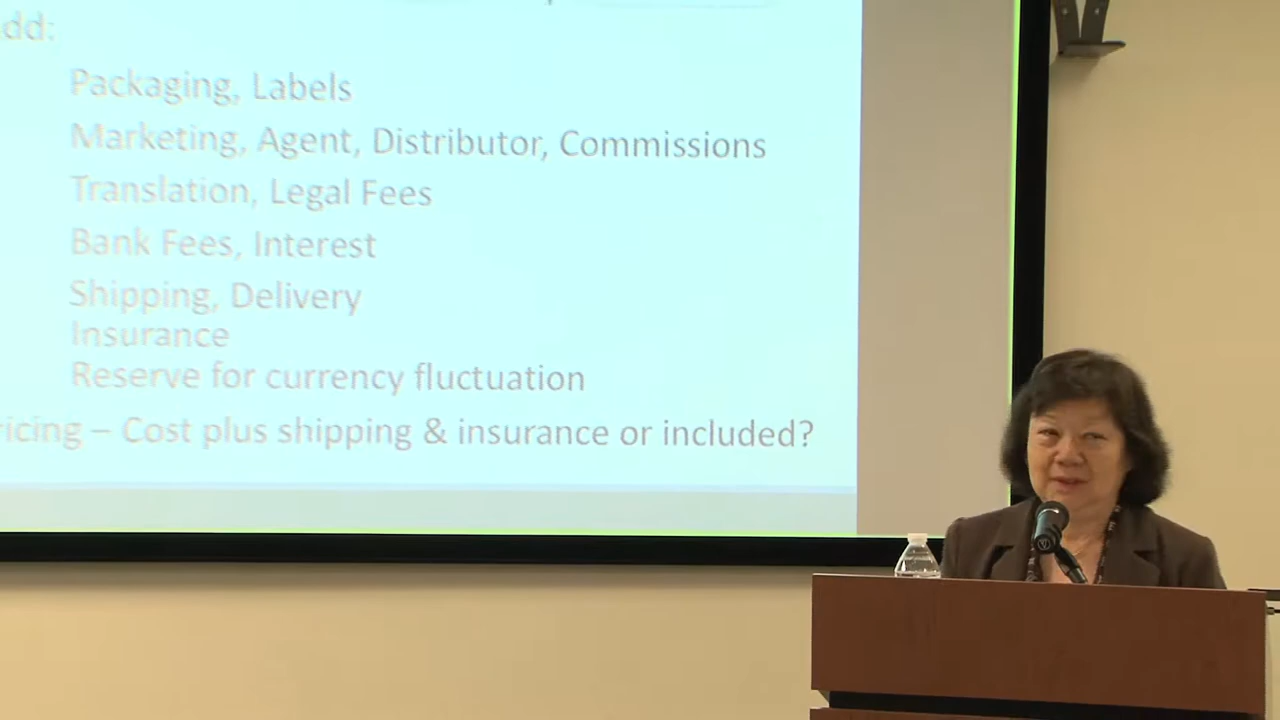 dd:
Packaging, Labels
Marketing, Agent, Distributor, Commissions
Translation, Legal Fees
Bank Fees, Interest
Shipping, Delivery
Insurance
Reserve for currency fluctuation
ricing – Cost plus shipping & insurance or included?